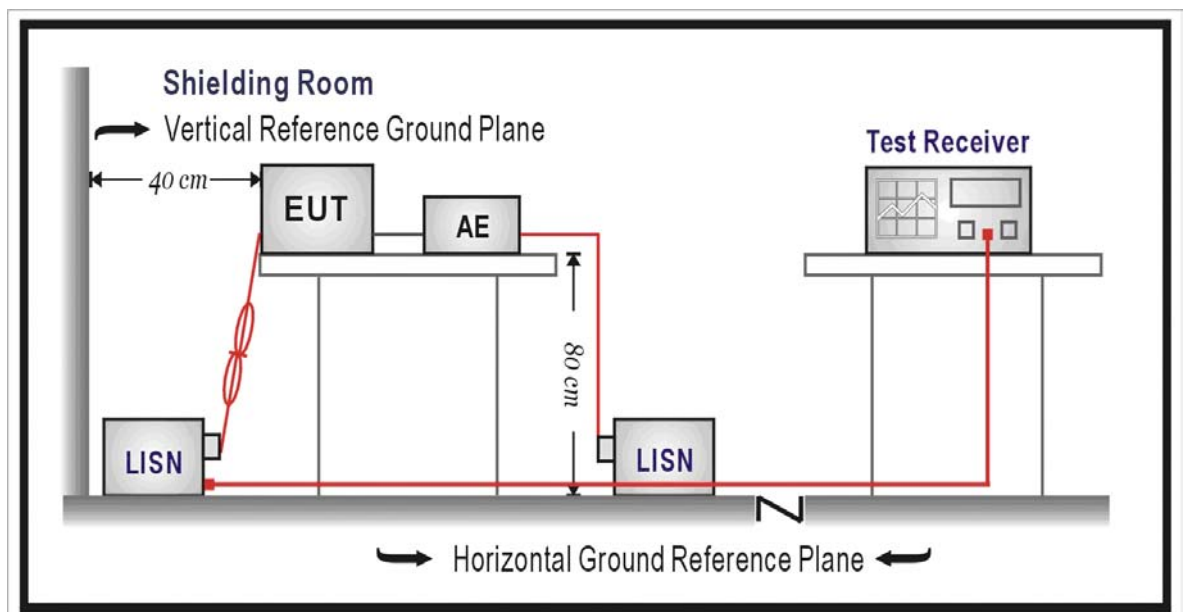 Shielding Room
Vertical Reference Ground Plane
Test Receiver
40 cm
EUT
AE
80 cm
LISN
LISN
Horizontal Ground Reference Plane